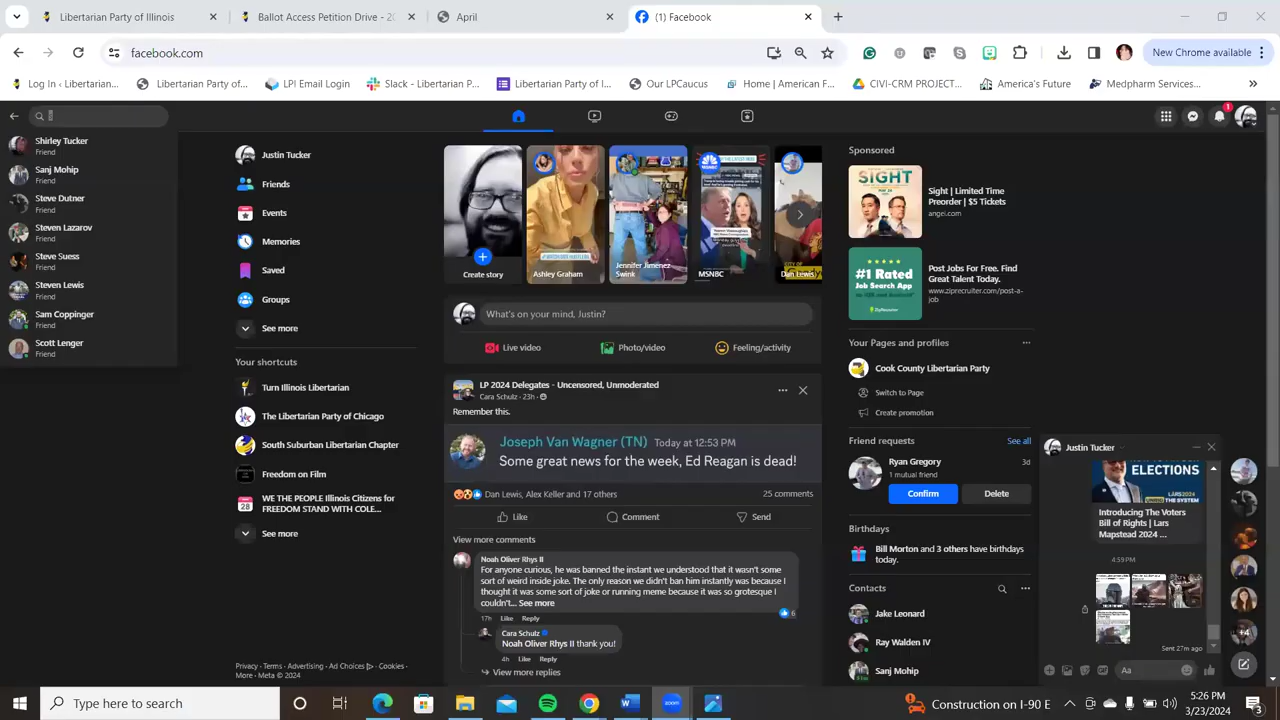 Libertarian Party of Illinois
Ballot Access Petition Drive - 20
April
(1) Facebook
facebook.com
New Chrome available
Log In ‹ Libertarian...
Libertarian Party of...
LPI Email Login
Slack - Libertarian P...
Libertarian Party of I...
Our LPCaucus
Home | American F...
CIVI-CRM PROJECT...
America's Future
Medpharm Services...
Shirley Tucker
Friend
Sanj Mohip
Friend
Steve Dutner
Friend
Steven Lazarov
Friend
Steve Suess
Friend
Steven Lewis
Friend
Sam Coppinger
Friend
Scott Lenger
Friend
Justin Tucker
Friends
Events
Memories
Saved
Groups
See more
Your shortcuts
Turn Illinois Libertarian
The Libertarian Party of Chicago
South Suburban Libertarian Chapter
Freedom on Film
WE THE PEOPLE Illinois Citizens for
FREEDOM STAND WITH COLE...
28
See more
Privacy · Terms · Advertising · Ad Choices · Cookies ·
More · Meta © 2024
Create story
Ashley Graham
Jennifer Jimenez
Swink
MSNBC
Dan Lewis
What's on your mind, Justin?
Live video
Photo/video
Feeling/activity
LP 2024 Delegates - Uncensored, Unmoderated
Cara Schulz · 23h ·
Remember this.
Joseph Van Wagner (TN) Today at 12:53 PM
Some great news for the week, Ed Reagan is dead!
Dan Lewis, Alex Keller and 17 others
25 comments
Like
Comment
Send
View more comments
Noah Oliver Rhys II
For anyone curious, he was banned the instant we understood that it wasn't some
sort of weird inside joke. The only reason we didn't ban him instantly was because I
thought it was some sort of joke or running meme because it was so grotesque I
couldn't... See more
6
17h Like Reply
Cara Schulz
Noah Oliver Rhys II thank you!
4h Like Reply
View more replies
1
Sponsored
SIGHT
Sight | Limited Time
Preorder | $5 Tickets
angel.com
#1 Rated
Job Search App
ZipRecruiter
Post Jobs For Free. Find
Great Talent Today.
www.ziprecruiter.com/post-a-
job
Your Pages and profiles
Cook County Libertarian Party
Switch to Page
Create promotion
Friend requests
See all
Ryan Gregory
3d
1 mutual friend
Confirm
Delete
Birthdays
Bill Morton and 3 others have birthdays
today.
Contacts
Jake Leonard
Ray Walden IV
Sanj Mohip
Justin Tucker
ELECTIONS
Introducing The Voters
Bill of Rights | Lars
Mapstead 2024 ...
4:59 PM
Sent 27m ago
Aa
+4
Type here to search
zoom
Construction on I-90 E
5:26 PM
3/23/2024
3